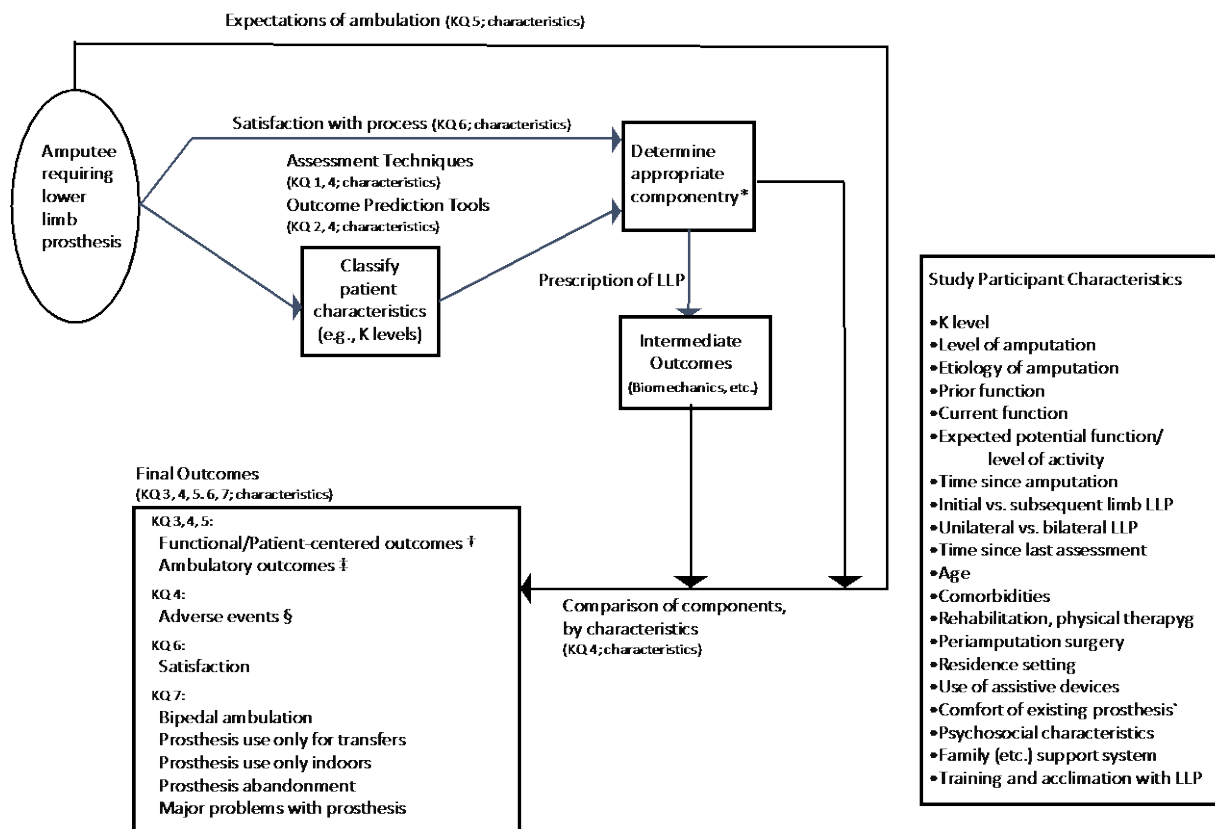 Expectations of ambulation (KQ 5; characteristics)
Amputee
requiring
lower
limb
prosthesis
Satisfaction with process (KQ 6; characteristics)
Assessment Techniques
(KQ 1, 4; characteristics)
Outcome Prediction Tools
(KQ 2, 4; characteristics)
Classify
patient
characteristics
(e.g., K levels)
Determine
appropriate
componentry*
Prescription of LLP
Intermediate
Outcomes
(Biomechanics, etc.)
Final Outcomes
(KQ 3, 4, 5. 6, 7; characteristics)
KQ 3, 4, 5:
Functional/Patient-centered outcomes †
Ambulatory outcomes ‡
KQ 4:
Adverse events §
KQ 6:
Satisfaction
KQ 7:
Bipedal ambulation
Prosthesis use only for transfers
Prosthesis use only indoors
Prosthesis abandonment
Major problems with prosthesis
Comparison of components,
by characteristics
(KQ 4; characteristics)
Study Participant Characteristics
•K level
•Level of amputation
•Etiology of amputation
•Prior function
•Current function
•Expected potential function/
level of activity
•Time since amputation
•Initial vs. subsequent limb LLP
•Unilateral vs. bilateral LLP
•Time since last assessment
•Age
•Comorbidities
•Rehabilitation, physical therapyg
•Periamputation surgery
•Residence setting
•Use of assistive devices
•Comfort of existing prosthesis`
•Psychosocial characteristics
•Family (etc.) support system
•Training and acclimation with LLP